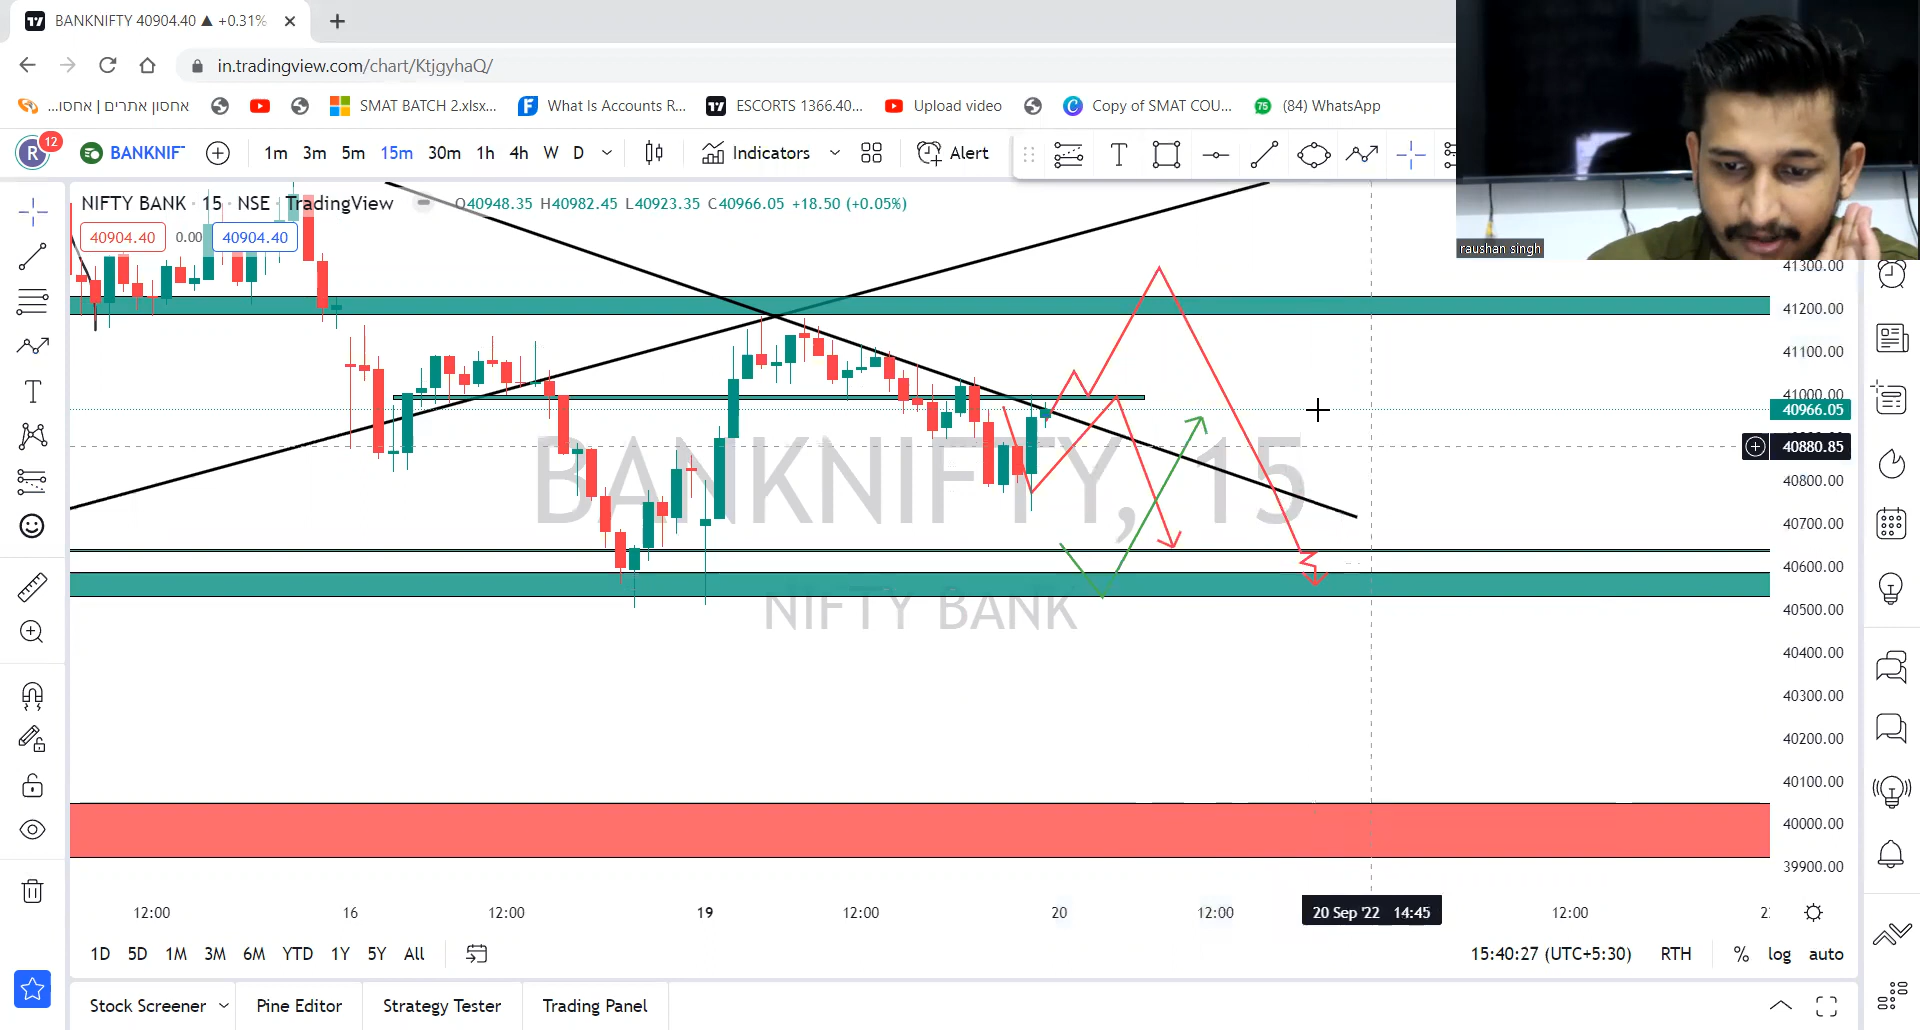 BANKNIFTY 40904.40 ▲ +0.31%
in.tradingview.com/chart/KtjgyhaQ/
אחסון אתרים | אחסו...
SMAT BATCH 2.xlsx...
What Is Accounts R...
ESCORTS 1366.40...
Upload video
Copy of SMAT COU...
75
(84) WhatsApp
R
12
BANKNIF
1m 3m 5m 15m 30m 1h 4h W D
Indicators
Alert
raushan singh
NIFTY BANK · 15 · NSE · TradingView
O40948.35 H40982.45 L40923.35 C40966.05 +18.50 (+0.05%)
40904.40 0.00 40904.40
BANKNIFTY, 15
NIFTY BANK
41300.00
41200.00
41100.00
41000.00
40966.05
40880.85
40800.00
40700.00
40600.00
40500.00
40400.00
40300.00
40200.00
40100.00
40000.00
39900.00
12:00 16 12:00 19 12:00 20 12:00 20 Sep '22 14:45 12:00
1D 5D 1M 3M 6M YTD 1Y 5Y All
15:40:27 (UTC+5:30) RTH % log auto
Stock Screener Pine Editor Strategy Tester Trading Panel